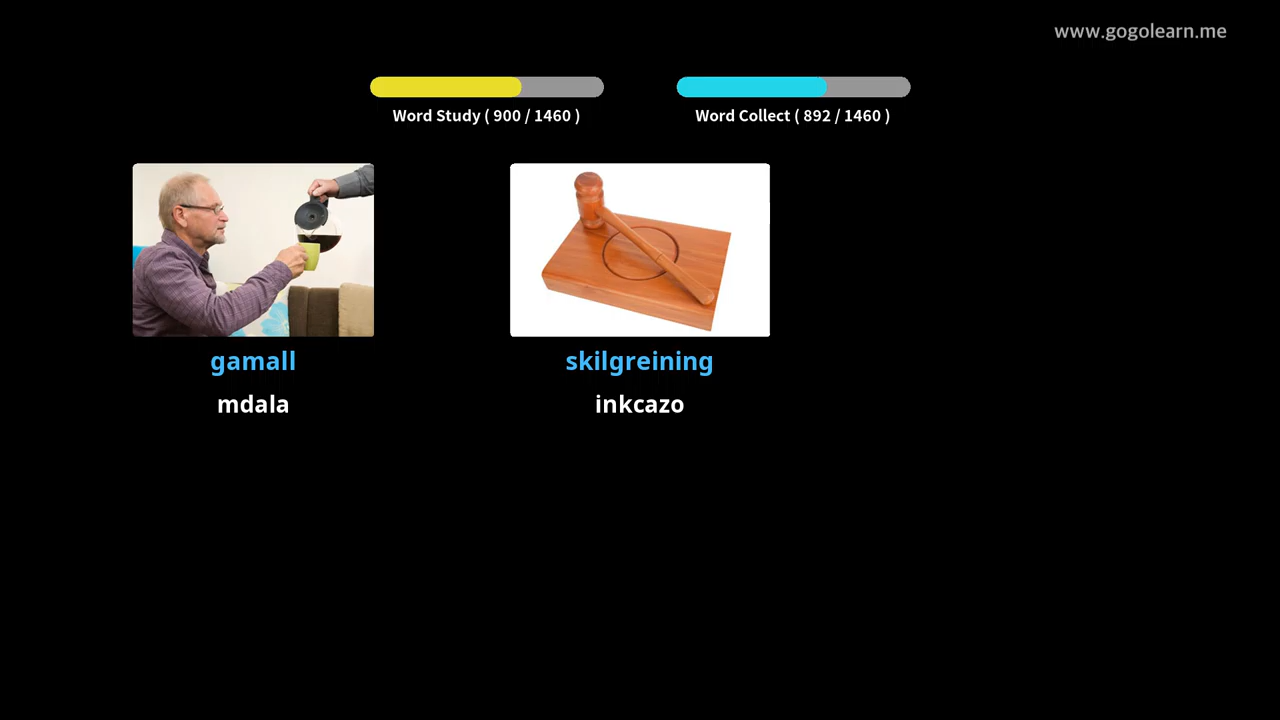 www.gogolearn.me
Word Study ( 900 / 1460 )
Word Collect ( 892 / 1460 )
gamall
mdala
skilgreining
inkcazo